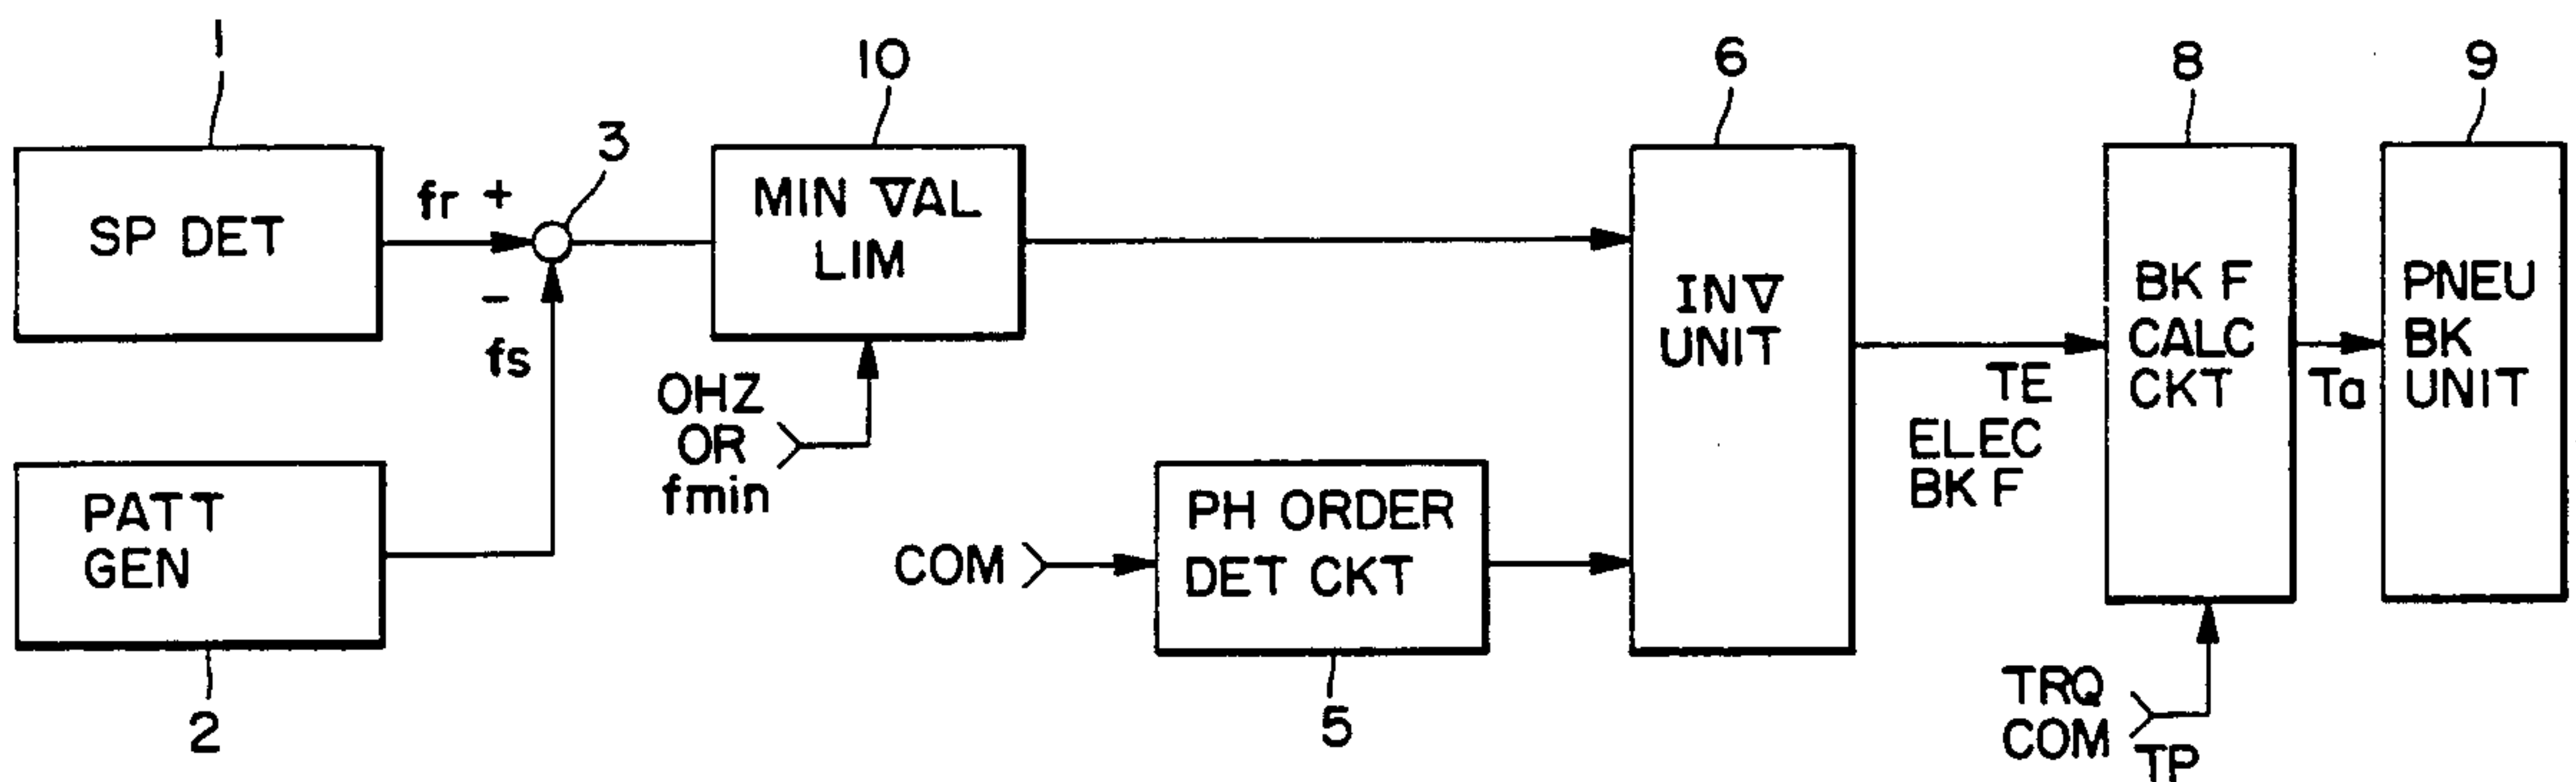 1
10
6
8
9
3
SP DET
fr +
MIN VAL
LIM
INV
UNIT
BK F
CALC
CKT
PNEU
BK
UNIT
-
fs
OHZ
OR
fmin
TE
ELEC
BK F
Ta
PATT
GEN
COM
PH ORDER
DET CKT
2
5
TRQ
COM
TP